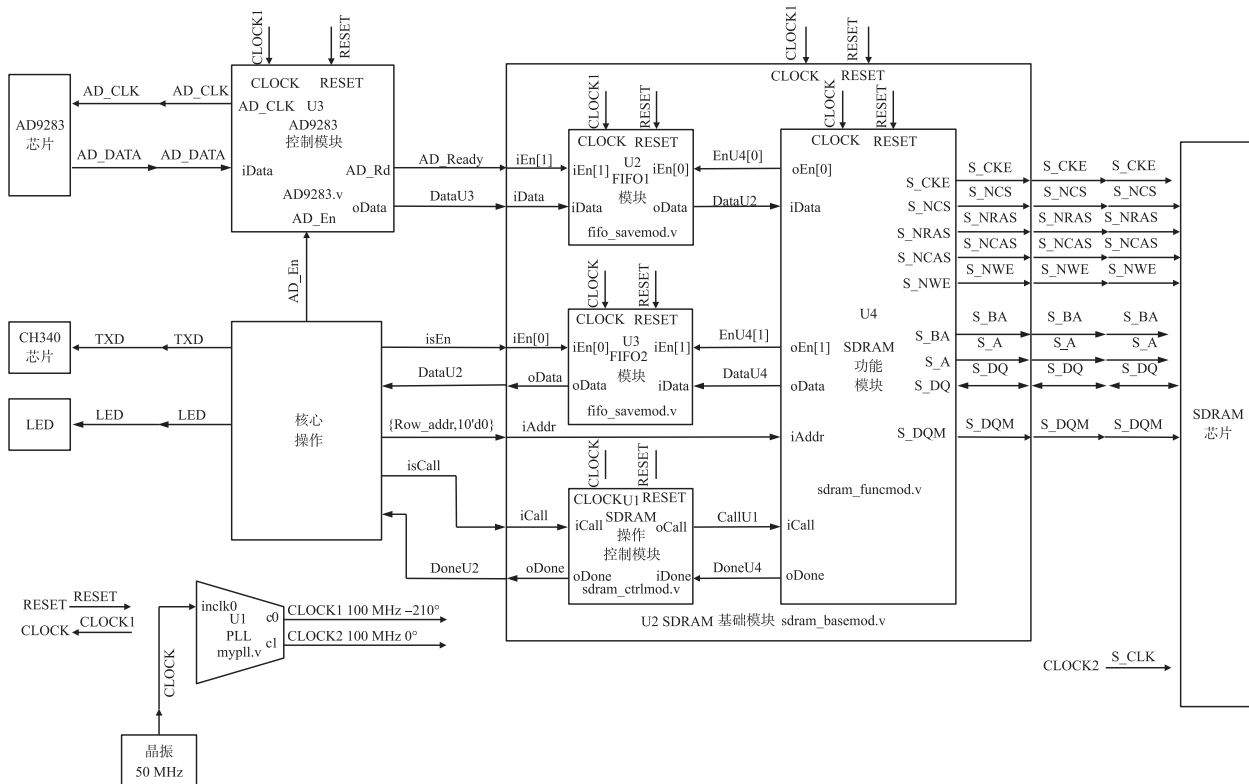 CLOCK1
RESET
CLOCK1
RESET
AD9283
芯片
AD_CLK
AD_CLK
AD_DATA
AD_DATA
CLOCK RESET
AD_CLK U3
AD9283
控制模块
iData
AD_Rd
AD9283.v
oData
AD_En
AD_Ready
DataU3
AD_En
CLOCK RESET
CLOCK
RESET
CLOCK1
RESET
iEn[1]
iData
CLOCK RESET
U2
iEn[1] iEn[0]
FIFO1
模块
iData oData
fifo_savemod.v
EnU4[0]
DataU2
CLOCK RESET
oEn[0]
iData
S_CKE
S_NCS
S_NRAS
S_NCAS
S_NWE
S_CKE S_CKE S_CKE
S_NCS S_NCS S_NCS
S_NRAS S_NRAS S_NRAS
S_NCAS S_NCAS S_NCAS
S_NWE S_NWE S_NWE
CH340
芯片
TXD
TXD
LED
LED
LED
核心
操作
isEn
DataU2
{Row_addr,10'd0}
isCall
DoneU2
CLOCK
RESET
iEn[0]
oData
iAddr
CLOCK RESET
U3
iEn[0] iEn[1]
FIFO2
模块
oData iData
fifo_savemod.v
EnU4[1]
DataU4
oEn[1]
oData
iAddr
U4
SDRAM
功能
模块
S_BA
S_A
S_DQ
S_DQM
S_BA S_BA S_BA
S_A S_A S_A
S_DQ S_DQ S_DQ
S_DQM S_DQM S_DQM
SDRAM
芯片
CLOCK
RESET
iCall
oDone
CLOCK U1 RESET
SDRAM
iCall oCall
操作
控制模块
oDone iDone
sdram_ctrlmod.v
CallU1
DoneU4
iCall
oDone
sdram_funcmod.v
U2 SDRAM 基础模块 sdram_basemod.v
RESET RESET
CLOCK CLOCK1
inclk0
U1
PLL
mypll.v
c0
c1
CLOCK1 100 MHz −210°
CLOCK2 100 MHz 0°
CLOCK
晶振
50 MHz
CLOCK2 S_CLK